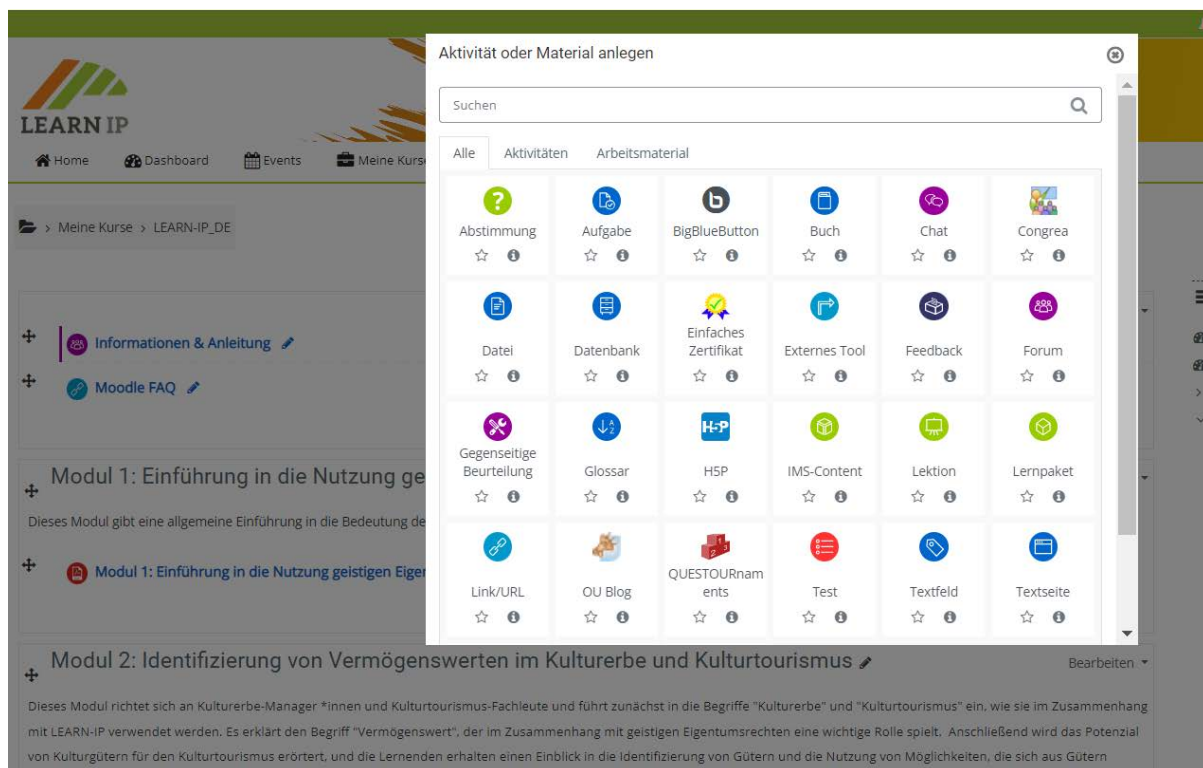 Aktivität oder Material anlegen
Suchen
Alle Aktivitäten Arbeitsmaterial
Abstimmung Aufgabe BigBlueButton Buch Chat Congrea
Datei Datenbank Einfaches Zertifikat Externes Tool Feedback Forum
Gegenseitige Beurteilung Glossar H5P IMS-Content Lektion Lernpaket
Link/URL OU Blog QUESTOURnam
ents Test Textfeld Textseite
LEARN IP
Home Dashboard Events Meine Kurs
Meine Kurse > LEARN-IP_DE
Informationen & Anleitung
Moodle FAQ
Modul 1: Einführung in die Nutzung ge
Dieses Modul gibt eine allgemeine Einführung in die Bedeutung de
Modul 1: Einführung in die Nutzung geistigen Eiger
Modul 2: Identifizierung von Vermögenswerten im Kulturerbe und Kulturtourismus Bearbeiten
Dieses Modul richtet sich an Kulturerbe-Manager *innen und Kulturtourismus-Fachleute und führt zunächst in die Begriffe "Kulturerbe" und "Kulturtourismus" ein, wie sie im Zusammenhang
mit LEARN-IP verwendet werden. Es erklärt den Begriff "Vermögenswert", der im Zusammenhang mit geistigen Eigentumsrechten eine wichtige Rolle spielt. Anschließend wird das Potenzial
von Kulturgütern für den Kulturtourismus erörtert, und die Lernenden erhalten einen Einblick in die Identifizierung von Gütern und die Nutzung von Möglichkeiten, die sich aus Gütern